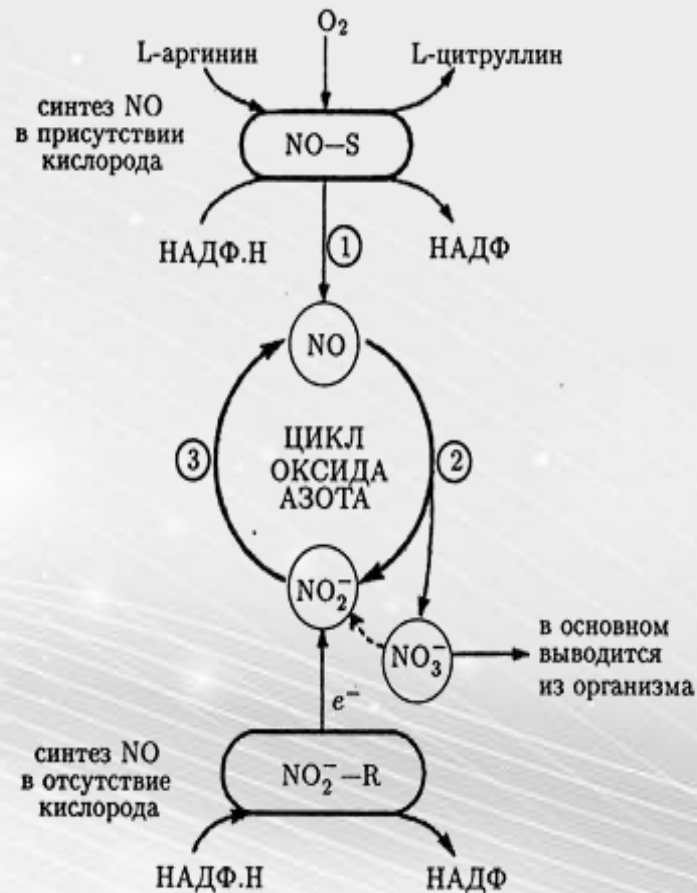 O₂
L-аргинин
L-цитруллин
синтез NO
в присутствии
кислорода
NO—S
НАДФ.Н
НАДФ
①
NO
ЦИКЛ
ОКСИДА
АЗОТА
③
②
NO₂⁻
NO₃⁻
в основном
выводится
из организма
e⁻
синтез NO
в отсутствие
кислорода
NO₂⁻—R
НАДФ.Н
НАДФ